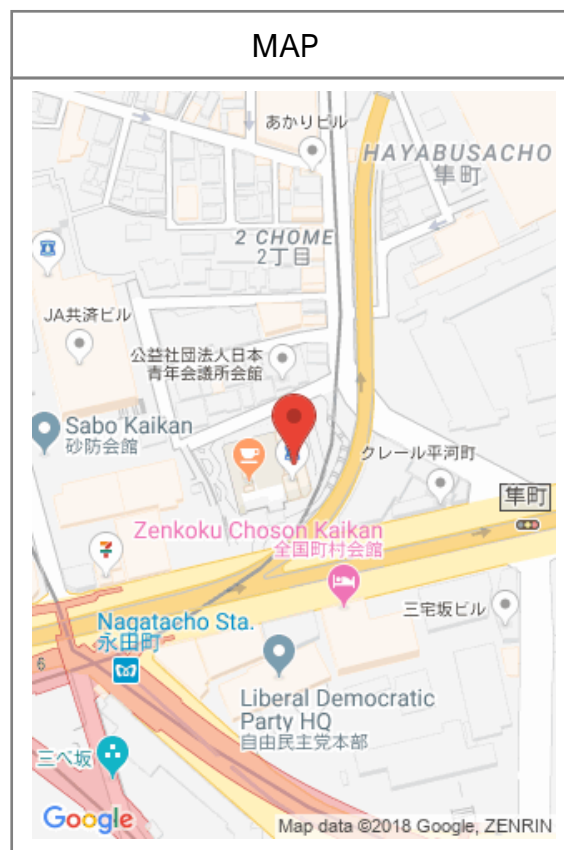 MAP
あかりビル
HAYABUSACHO
隼町
2 CHOME
2丁目
JA共済ビル
公益社団法人日本
青年会議所会館
Sabo Kaikan
砂防会館
クレール平河町
隼町
Zenkoku Choson Kaikan
全国町村会館
三宅坂ビル
Nagatacho Sta.
永田町
6
Liberal Democratic
Party HQ
自由民主党本部
三べ坂
Google
Map data ©2018 Google, ZENRIN